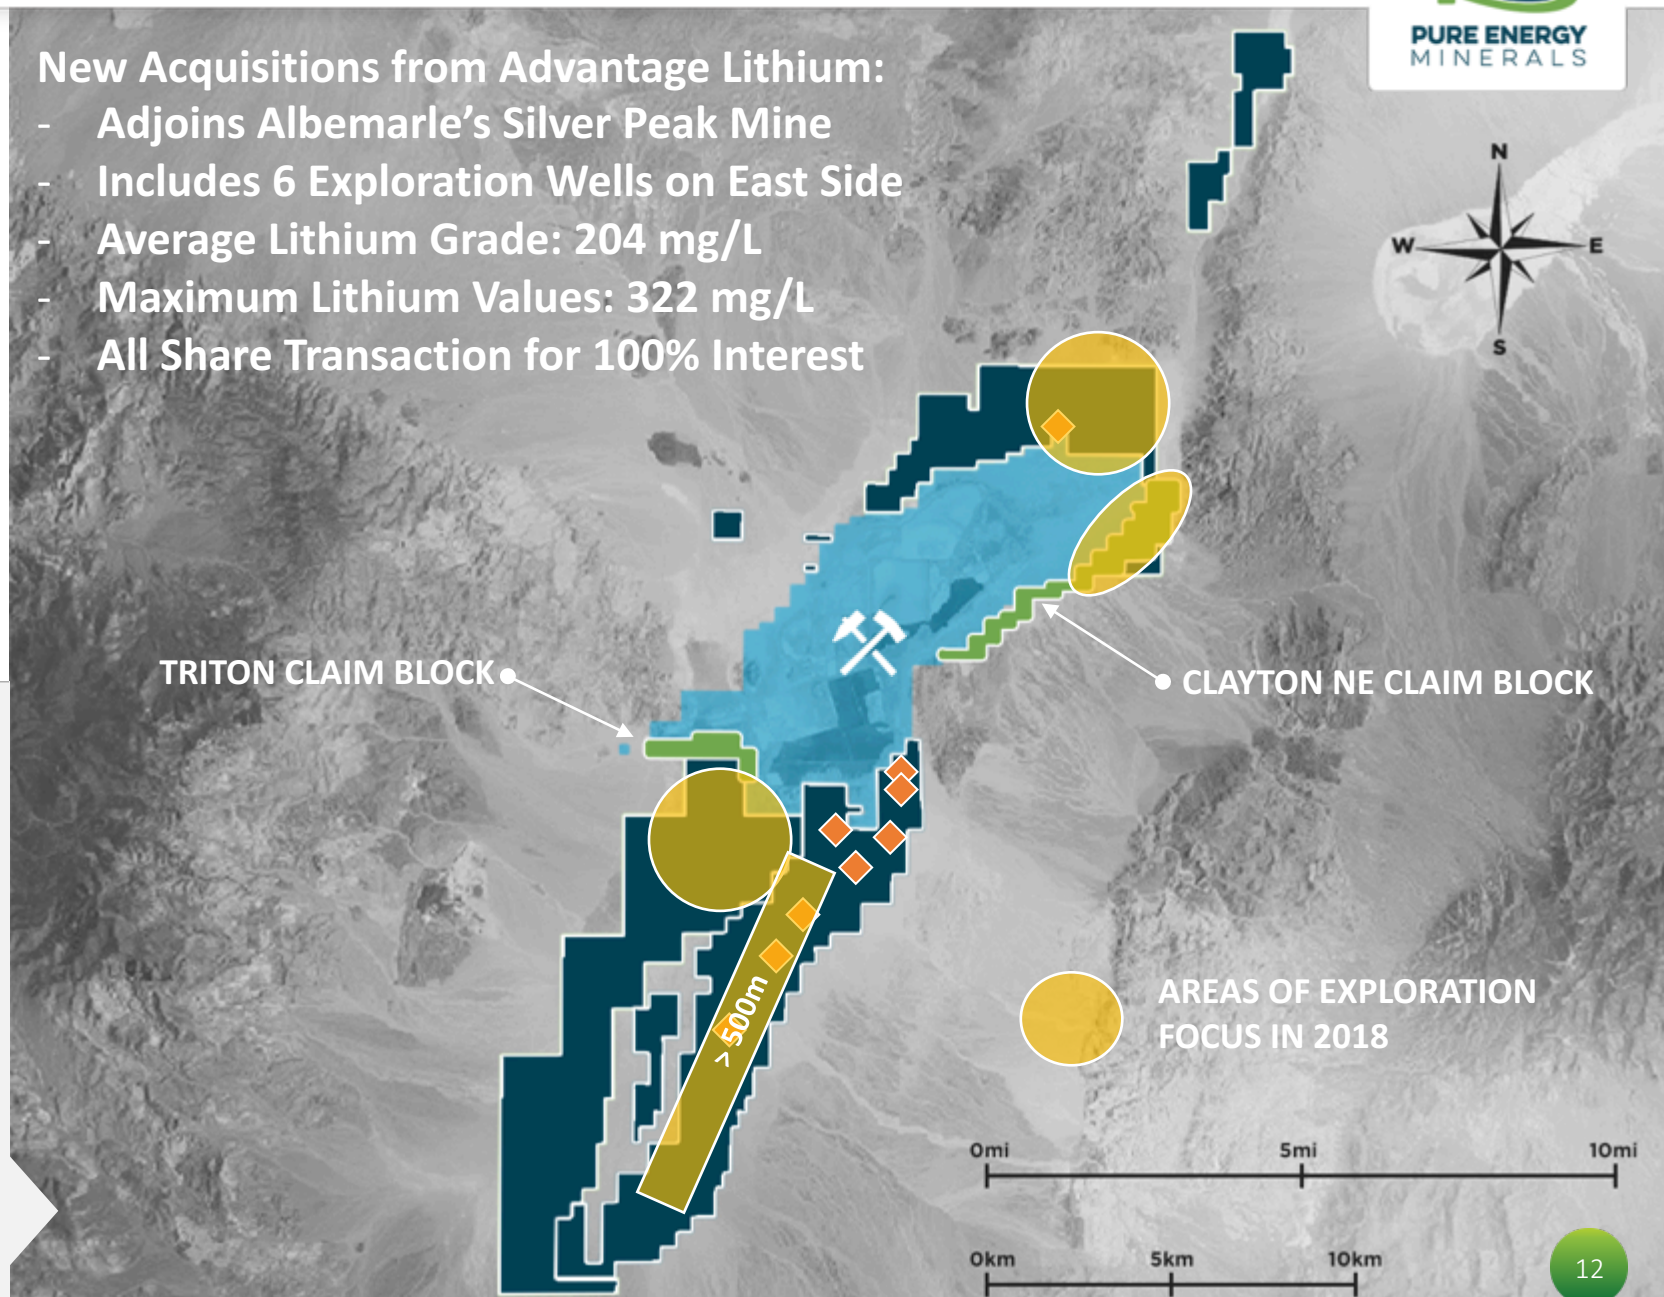 PURE ENERGY
MINERALS
New Acquisitions from Advantage Lithium:
- Adjoins Albemarle’s Silver Peak Mine
- Includes 6 Exploration Wells on East Side
- Average Lithium Grade: 204 mg/L
- Maximum Lithium Values: 322 mg/L
- All Share Transaction for 100% Interest
N
W E
S
TRITON CLAIM BLOCK
CLAYTON NE CLAIM BLOCK
> 500m
AREAS OF EXPLORATION
FOCUS IN 2018
0mi 5mi 10mi
0km 5km 10km
12